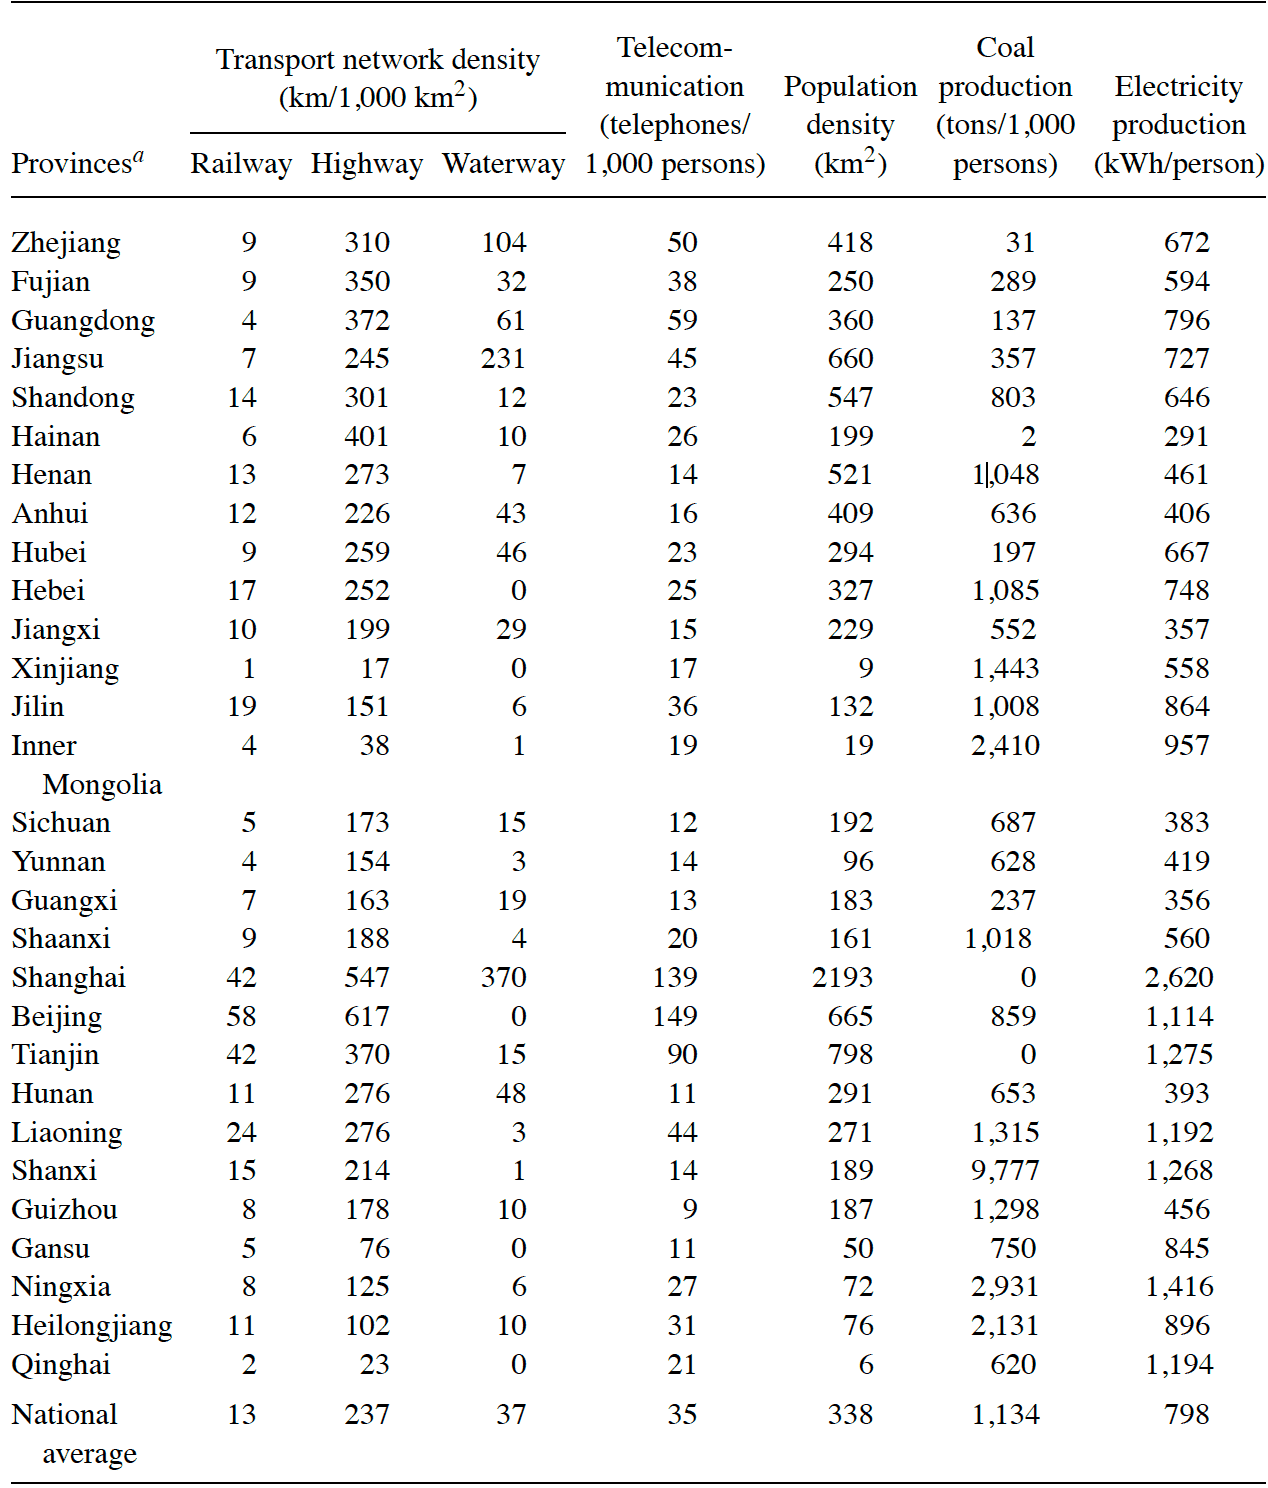 Transport network density
(km/1,000 km2)
Telecom-
munication
(telephones/
1,000 persons)
Population
density
(km2)
Coal
production
(tons/1,000
persons)
Electricity
production
(kWh/person)
Provincesa Railway Highway Waterway
Zhejiang 9 310 104 50 418 31 672
Fujian 9 350 32 38 250 289 594
Guangdong 4 372 61 59 360 137 796
Jiangsu 7 245 231 45 660 357 727
Shandong 14 301 12 23 547 803 646
Hainan 6 401 10 26 199 2 291
Henan 13 273 7 14 521 1,048 461
Anhui 12 226 43 16 409 636 406
Hubei 9 259 46 23 294 197 667
Hebei 17 252 0 25 327 1,085 748
Jiangxi 10 199 29 15 229 552 357
Xinjiang 1 17 0 17 9 1,443 558
Jilin 19 151 6 36 132 1,008 864
Inner 4 38 1 19 19 2,410 957
Mongolia
Sichuan 5 173 15 12 192 687 383
Yunnan 4 154 3 14 96 628 419
Guangxi 7 163 19 13 183 237 356
Shaanxi 9 188 4 20 161 1,018 560
Shanghai 42 547 370 139 2193 0 2,620
Beijing 58 617 0 149 665 859 1,114
Tianjin 42 370 15 90 798 0 1,275
Hunan 11 276 48 11 291 653 393
Liaoning 24 276 3 44 271 1,315 1,192
Shanxi 15 214 1 14 189 9,777 1,268
Guizhou 8 178 10 9 187 1,298 456
Gansu 5 76 0 11 50 750 845
Ningxia 8 125 6 27 72 2,931 1,416
Heilongjiang 11 102 10 31 76 2,131 896
Qinghai 2 23 0 21 6 620 1,194
National 13 237 37 35 338 1,134 798
average